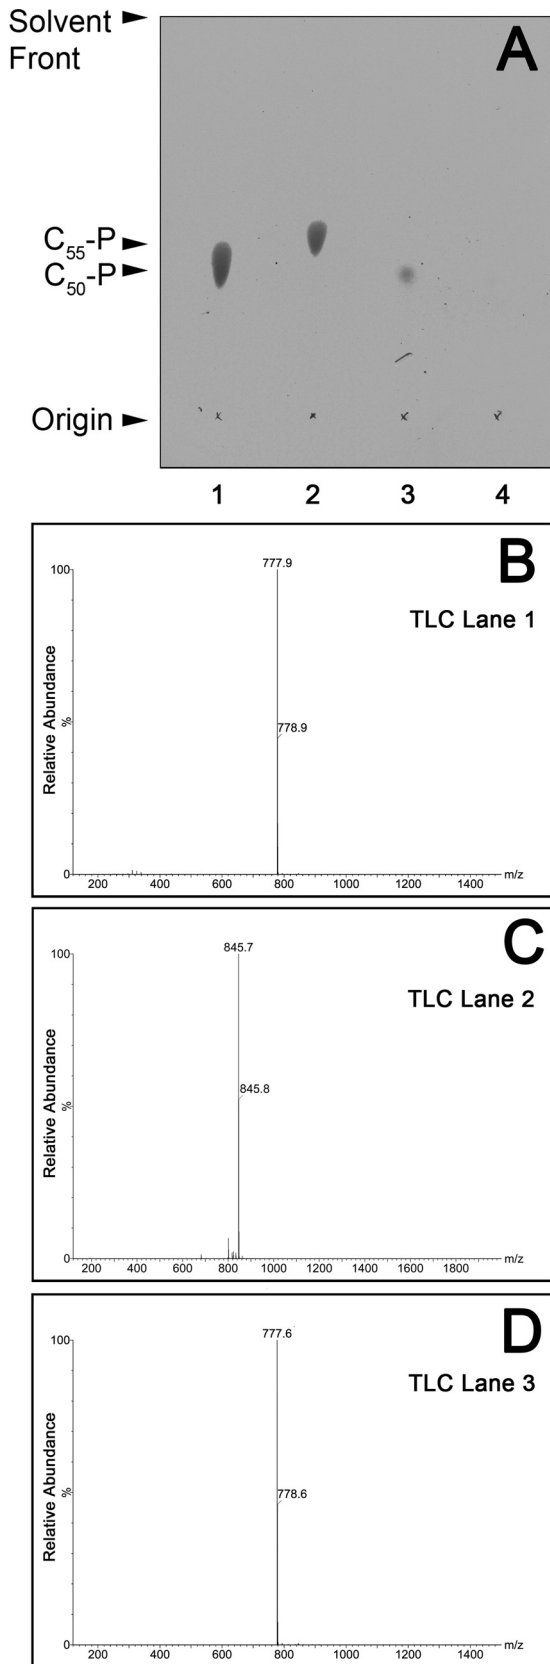 Solvent
Front
A
C55-P
C50-P
Origin
1 2 3 4
B
TLC Lane 1
777.9
778.9
100
%
0
Relative Abundance
200 400 600 800 1000 1200 1400 m/z
C
TLC Lane 2
845.7
845.8
100
%
0
Relative Abundance
200 400 600 800 1000 1200 1400 1600 1800 m/z
D
TLC Lane 3
777.6
778.6
100
%
0
Relative Abundance
200 400 600 800 1000 1200 1400 m/z